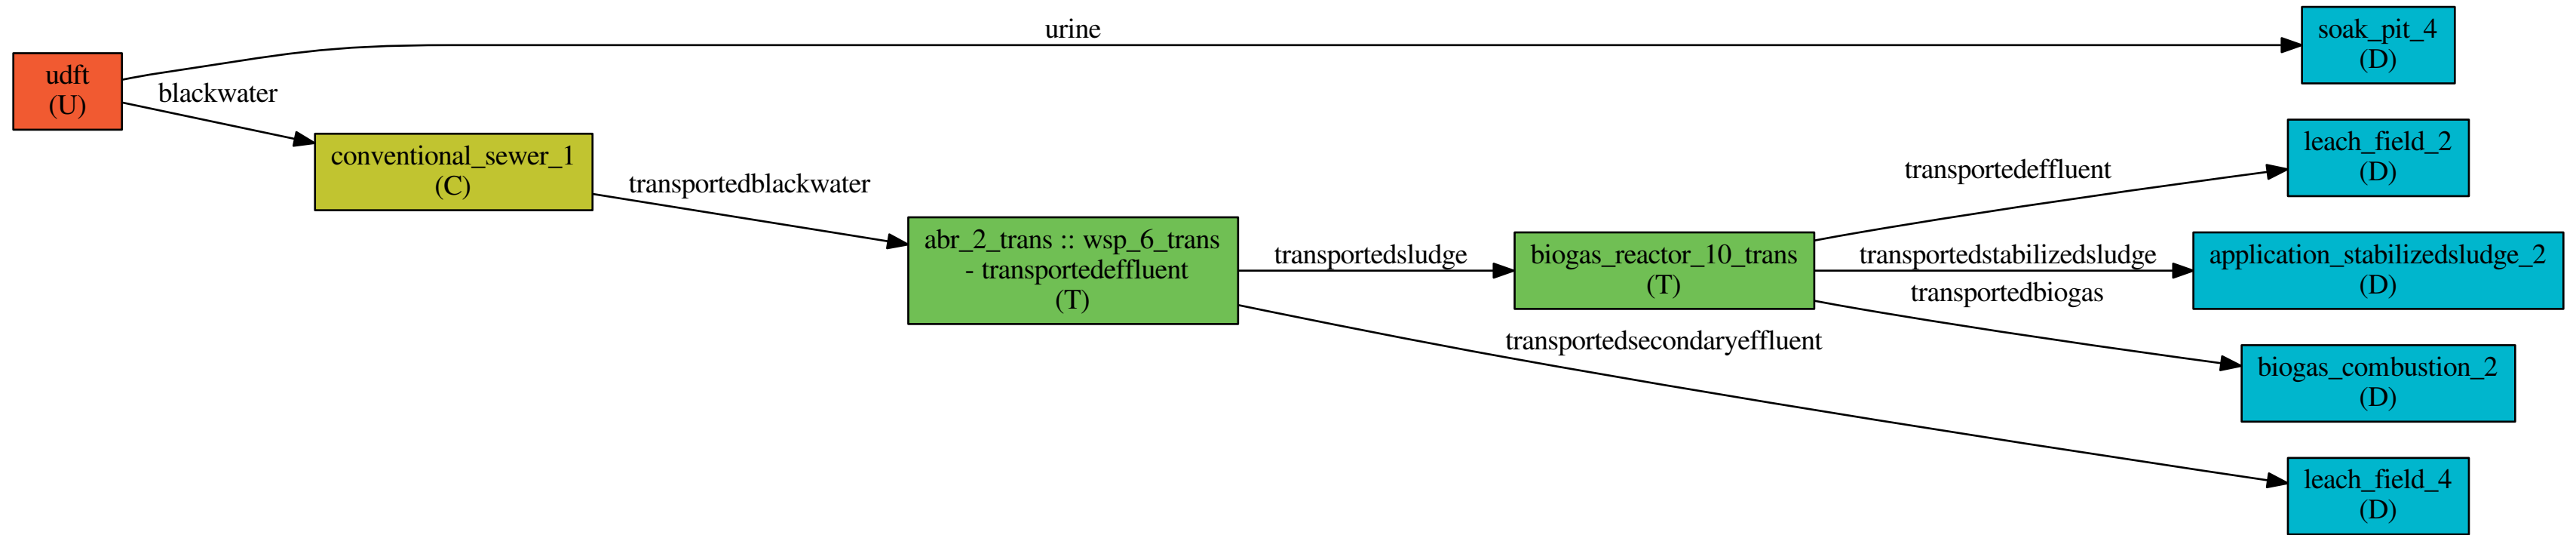 udft
(U)
urine
blackwater
conventional_sewer_1
(C)
transportedblackwater
abr_2_trans :: wsp_6_trans
- transportedeffluent
(T)
transportedsludge
transportedsecondaryeffluent
biogas_reactor_10_trans
(T)
transportedeffluent
transportedstabilizedsludge
transportedbiogas
soak_pit_4
(D)
leach_field_2
(D)
application_stabilizedsludge_2
(D)
biogas_combustion_2
(D)
leach_field_4
(D)